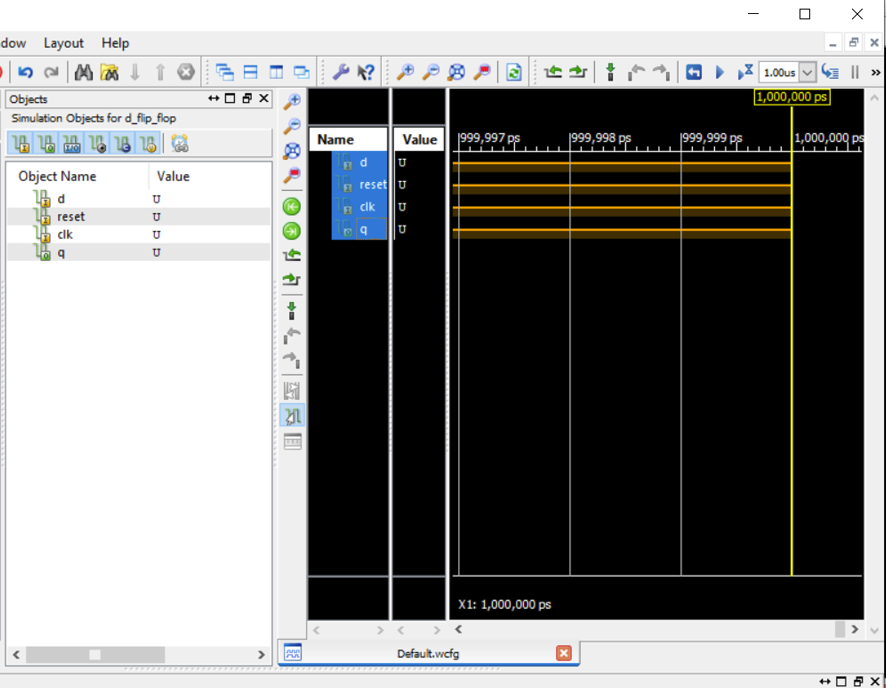 dow Layout Help
1.00us
Objects
Simulation Objects for d_flip_flop
Object Name Value
d U
reset U
clk U
q U
Name Value
d U
reset U
clk U
q U
1,000,000 ps
999,997 ps 999,998 ps 999,999 ps 1,000,000 ps
X1: 1,000,000 ps
Default.wcfg